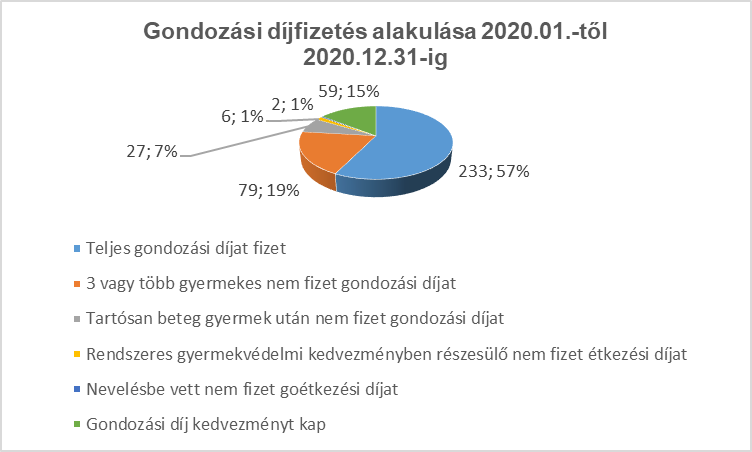 Gondozási díjfizetés alakulása 2020.01.-től
2020.12.31-ig
59; 15%
2; 1%
6; 1%
27; 7%
79; 19%
233; 57%
Teljes gondozási díjat fizet
3 vagy több gyermekes nem fizet gondozási díjat
Tartósan beteg gyermek után nem fizet gondozási díjat
Rendszeres gyermekvédelmi kedvezményben részesülő nem fizet étkezési díjat
Nevelésbe vett nem fizet goétkezési díjat
Gondozási díj kedvezményt kap